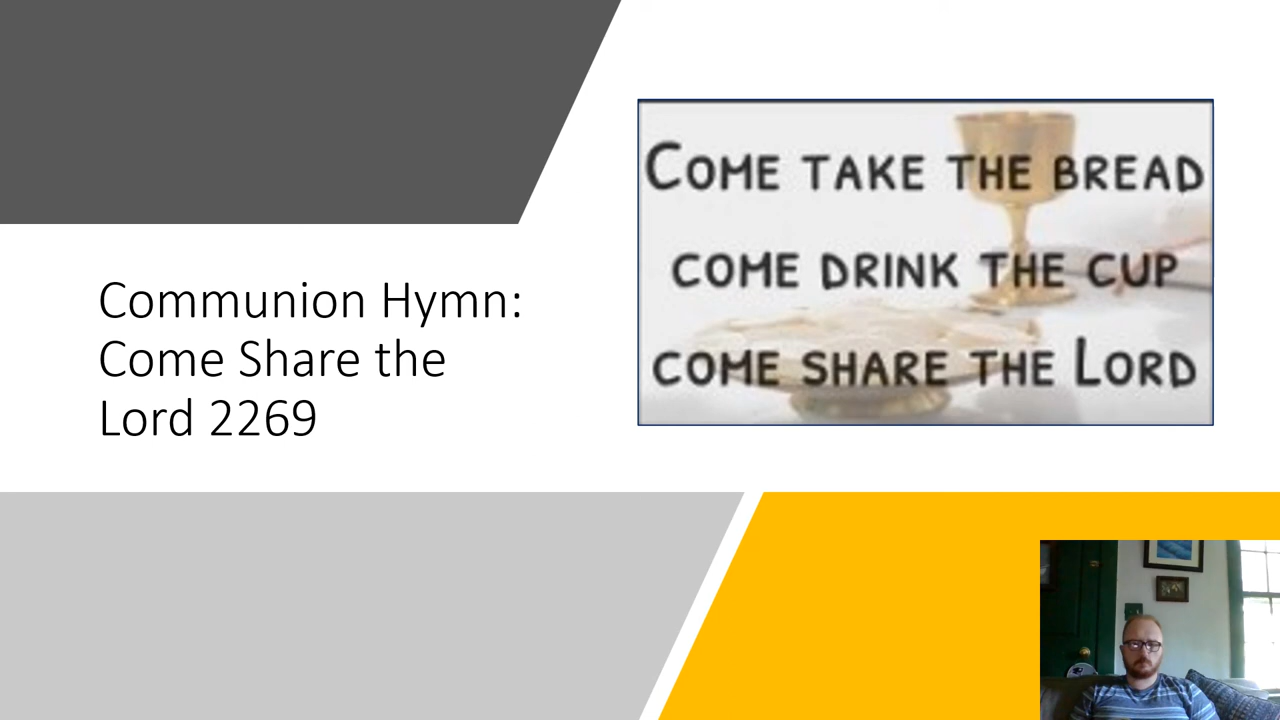 Communion Hymn:
Come Share the
Lord 2269
COME TAKE THE BREAD
COME DRINK THE CUP
COME SHARE THE LORD